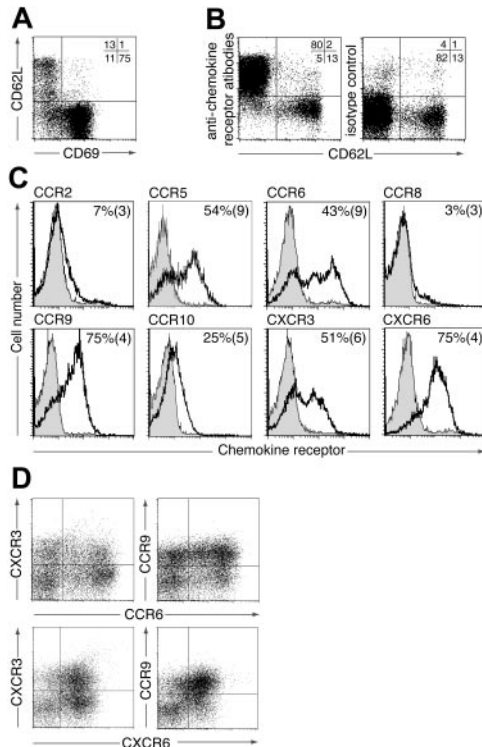 A
CD62L
13 1
11 75
CD69
B
anti-chemokine
receptor atibodies
80 2
5 13
isotype control
4 1
82 13
CD62L
C
CCR2 CCR5 CCR6 CCR8
7%(3) 54%(9) 43%(9) 3%(3)
Cell number
CCR9 CCR10 CXCR3 CXCR6
75%(4) 25%(5) 51%(6) 75%(4)
Chemokine receptor
D
CXCR3
CCR9
CCR6
CXCR3
CCR9
CXCR6